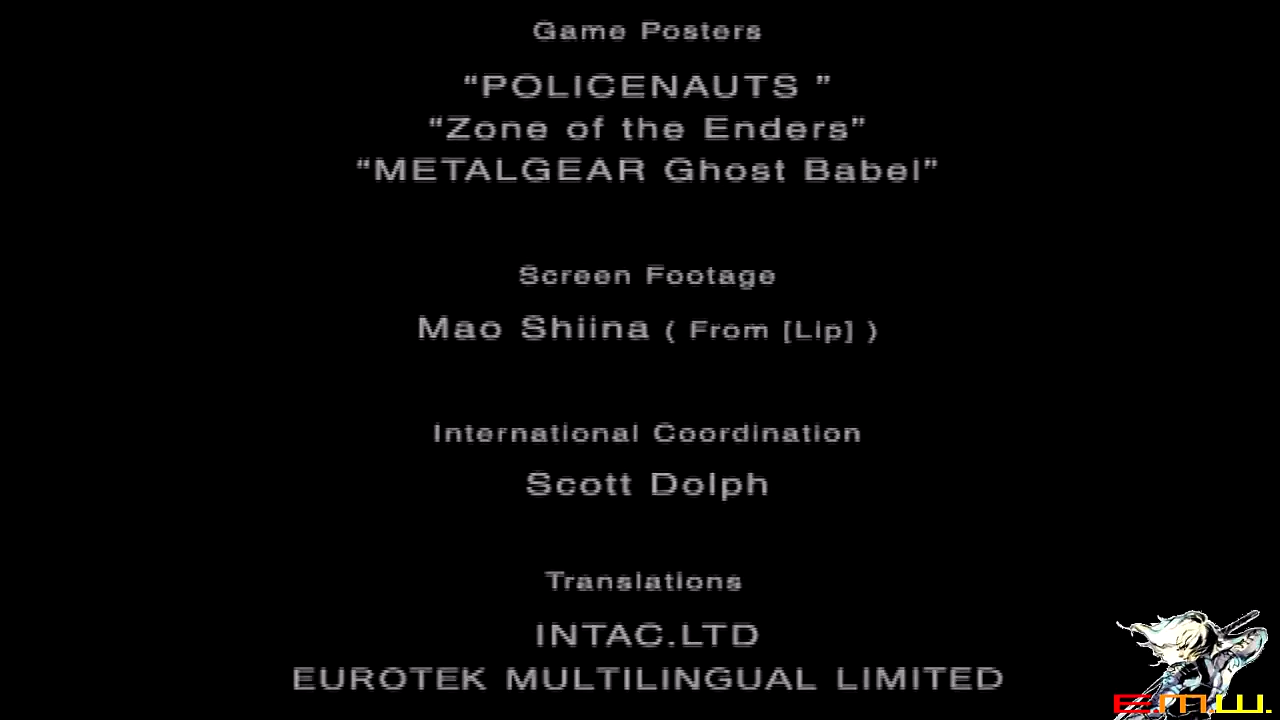 Game Posters
“POLICENAUTS ”
“Zone of the Enders”
“METALGEAR Ghost Babel”
Screen Footage
Mao Shiina ( From [Lip] )
International Coordination
Scott Dolph
Translations
INTAC.LTD
EUROTEK MULTILINGUAL LIMITED
E.M.W.